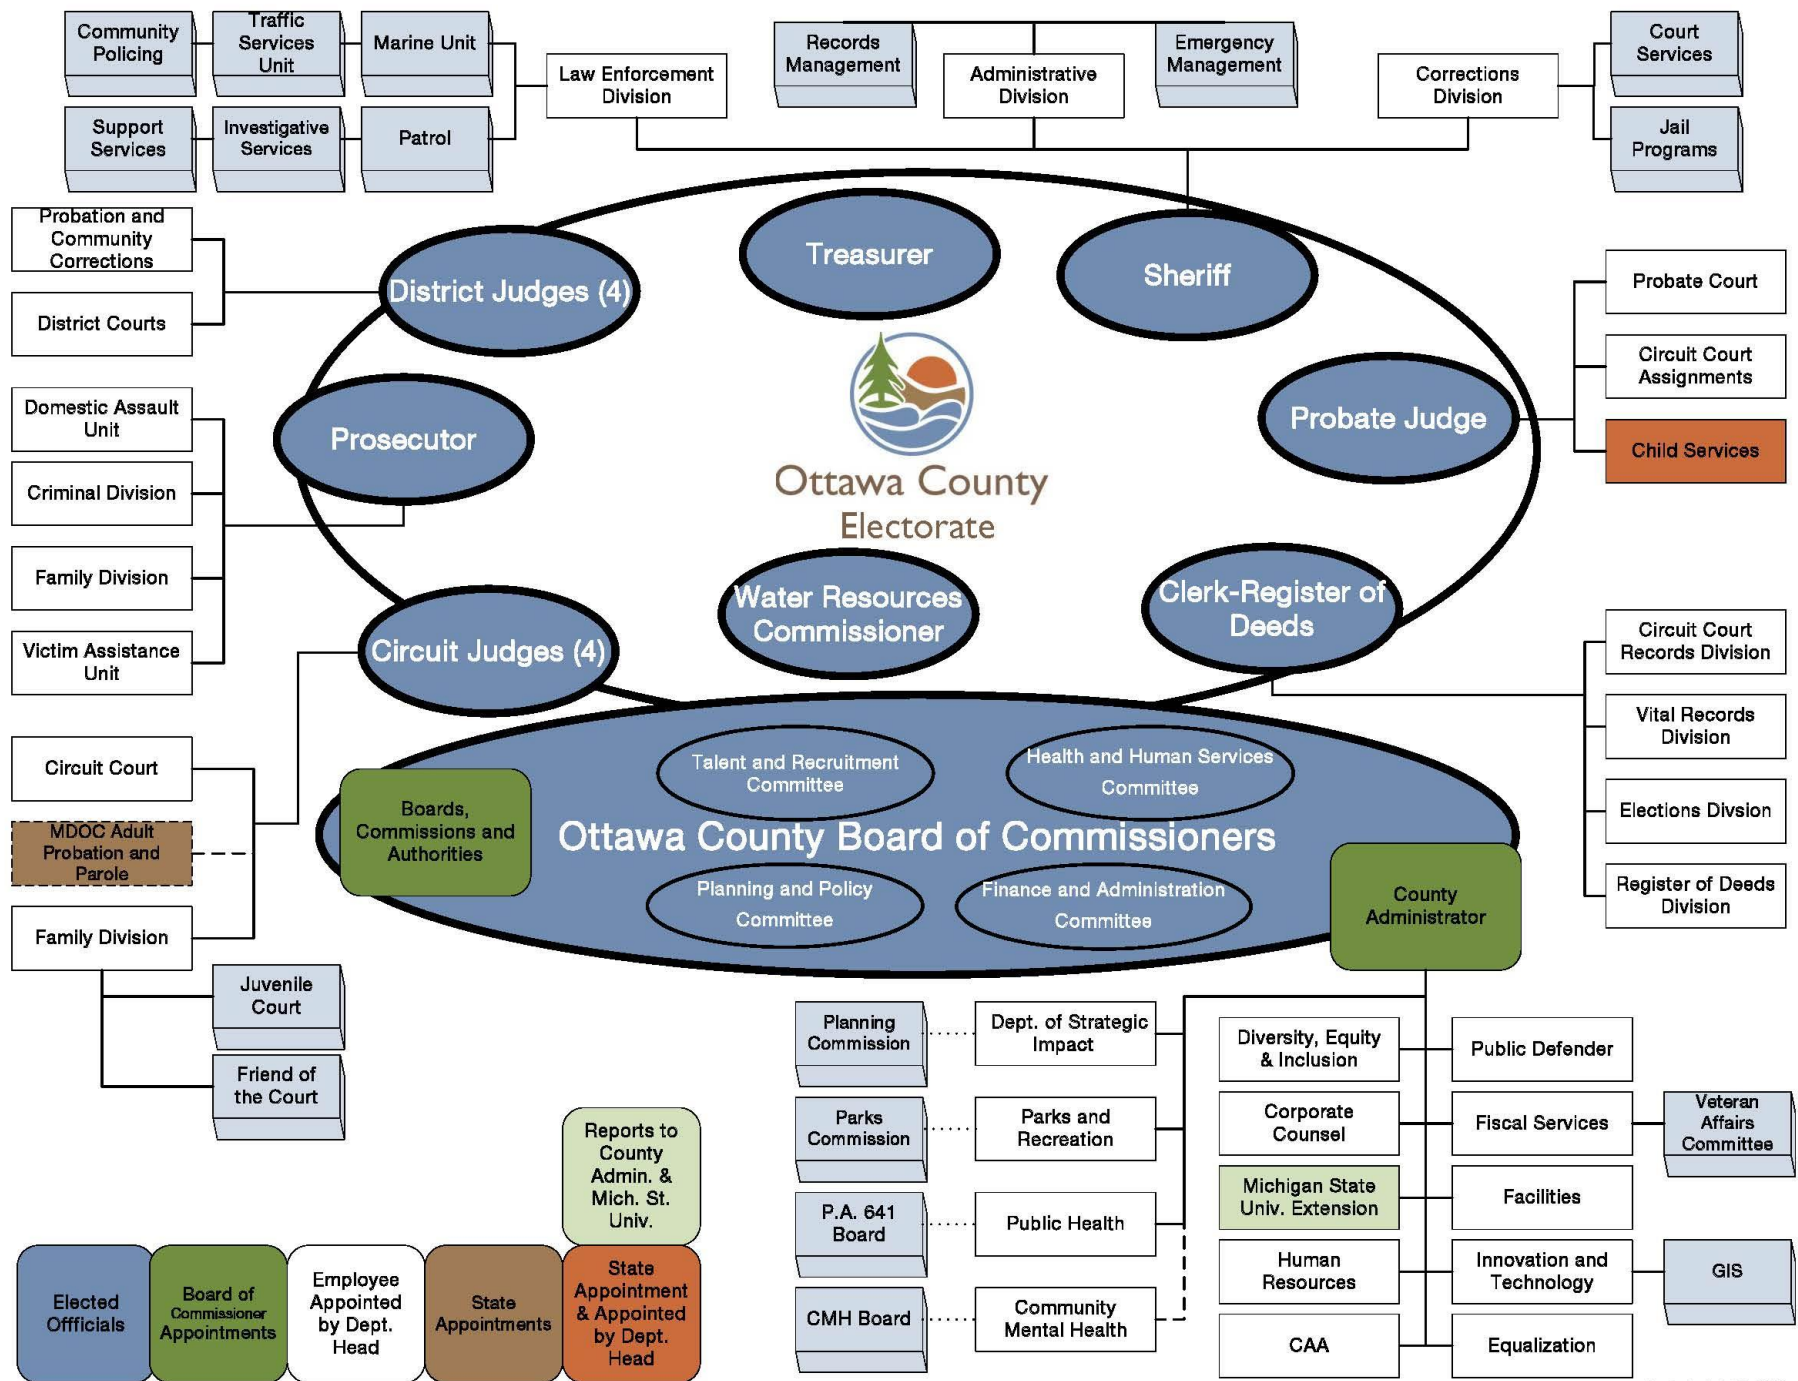 Community
Policing
Traffic
Services
Unit
Marine Unit
Law Enforcement
Division
Support
Services
Investigative
Services
Patrol
Records
Management
Administrative
Division
Emergency
Management
Corrections
Division
Court
Services
Jail
Programs
Probation and
Community
Corrections
District Courts
District Judges (4)
Treasurer
Sheriff
Probate Court
Circuit Court
Assignments
Child Services
Domestic Assault
Unit
Criminal Division
Family Division
Victim Assistance
Unit
Prosecutor
Probate Judge
Ottawa County
Electorate
Circuit Judges (4)
Water Resources
Commissioner
Clerk-Register of
Deeds
Circuit Court
Records Division
Vital Records
Division
Elections Divsion
Register of Deeds
Division
Circuit Court
MDOC Adult
Probation and
Parole
Family Division
Juvenile
Court
Friend of
the Court
Talent and Recruitment
Committee
Health and Human Services
Committee
Boards,
Commissions and
Authorities
Ottawa County Board of Commissioners
Planning and Policy
Committee
Finance and Administration
Committee
County
Administrator
Planning
Commission
Dept. of Strategic
Impact
Parks
Commission
Parks and
Recreation
P.A. 641
Board
Public Health
CMH Board
Community
Mental Health
Diversity, Equity
& Inclusion
Public Defender
Corporate
Counsel
Fiscal Services
Veteran
Affairs
Committee
Michigan State
Univ. Extension
Facilities
Human
Resources
Innovation and
Technology
GIS
CAA
Equalization
Reports to
County
Admin. &
Mich. St.
Univ.
Elected
Offficials
Board of
Commissioner
Appointments
Employee
Appointed
by Dept.
Head
State
Appointments
State
Appointment
& Appointed
by Dept.
Head